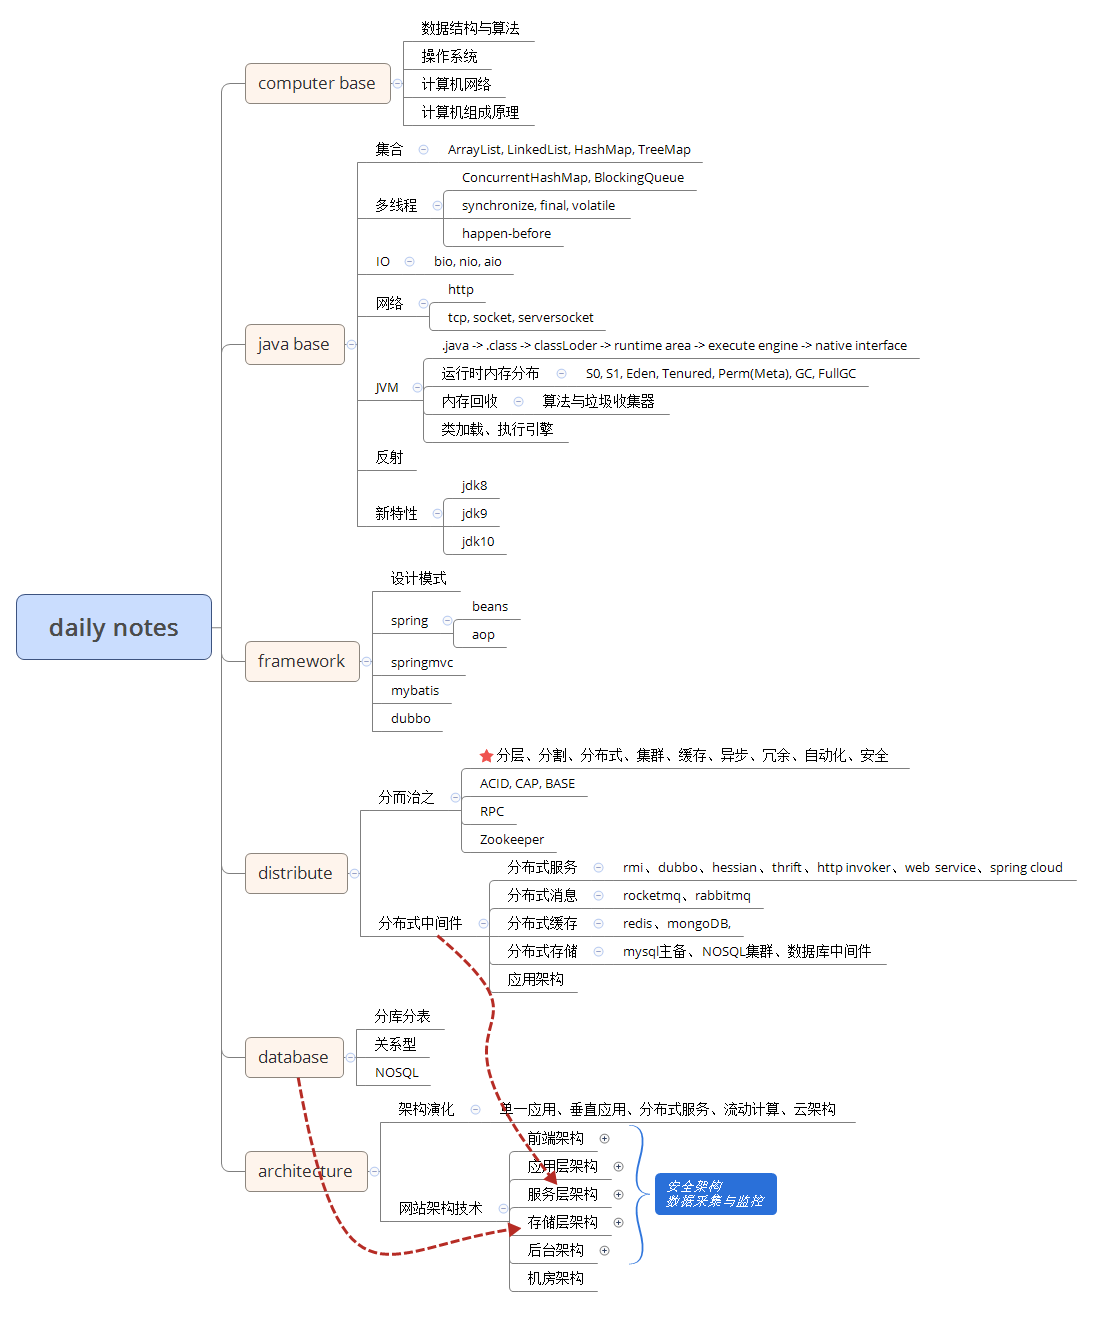 daily notes
computer base
数据结构与算法
操作系统
计算机网络
计算机组成原理
java base
集合
ArrayList, LinkedList, HashMap, TreeMap
多线程
ConcurrentHashMap, BlockingQueue
synchronize, final, volatile
happen-before
IO
bio, nio, aio
网络
http
tcp, socket, serversocket
JVM
.java -> .class -> classLoder -> runtime area -> execute engine -> native interface
运行时内存分布
S0, S1, Eden, Tenured, Perm(Meta), GC, FullGC
内存回收
算法与垃圾收集器
类加载、执行引擎
反射
新特性
jdk8
jdk9
jdk10
framework
设计模式
spring
beans
aop
springmvc
mybatis
dubbo
distribute
分而治之
分层、分割、分布式、集群、缓存、异步、冗余、自动化、安全
ACID, CAP, BASE
RPC
Zookeeper
分布式中间件
分布式服务
rmi、dubbo、hessian、thrift、http invoker、web service、spring cloud
分布式消息
rocketmq、rabbitmq
分布式缓存
redis、mongoDB,
分布式存储
mysql主备、NOSQL集群、数据库中间件
应用架构
database
分库分表
关系型
NOSQL
architecture
架构演化
单一应用、垂直应用、分布式服务、流动计算、云架构
网站架构技术
前端架构
应用层架构
服务层架构
存储层架构
后台架构
机房架构
安全架构
数据采集与监控